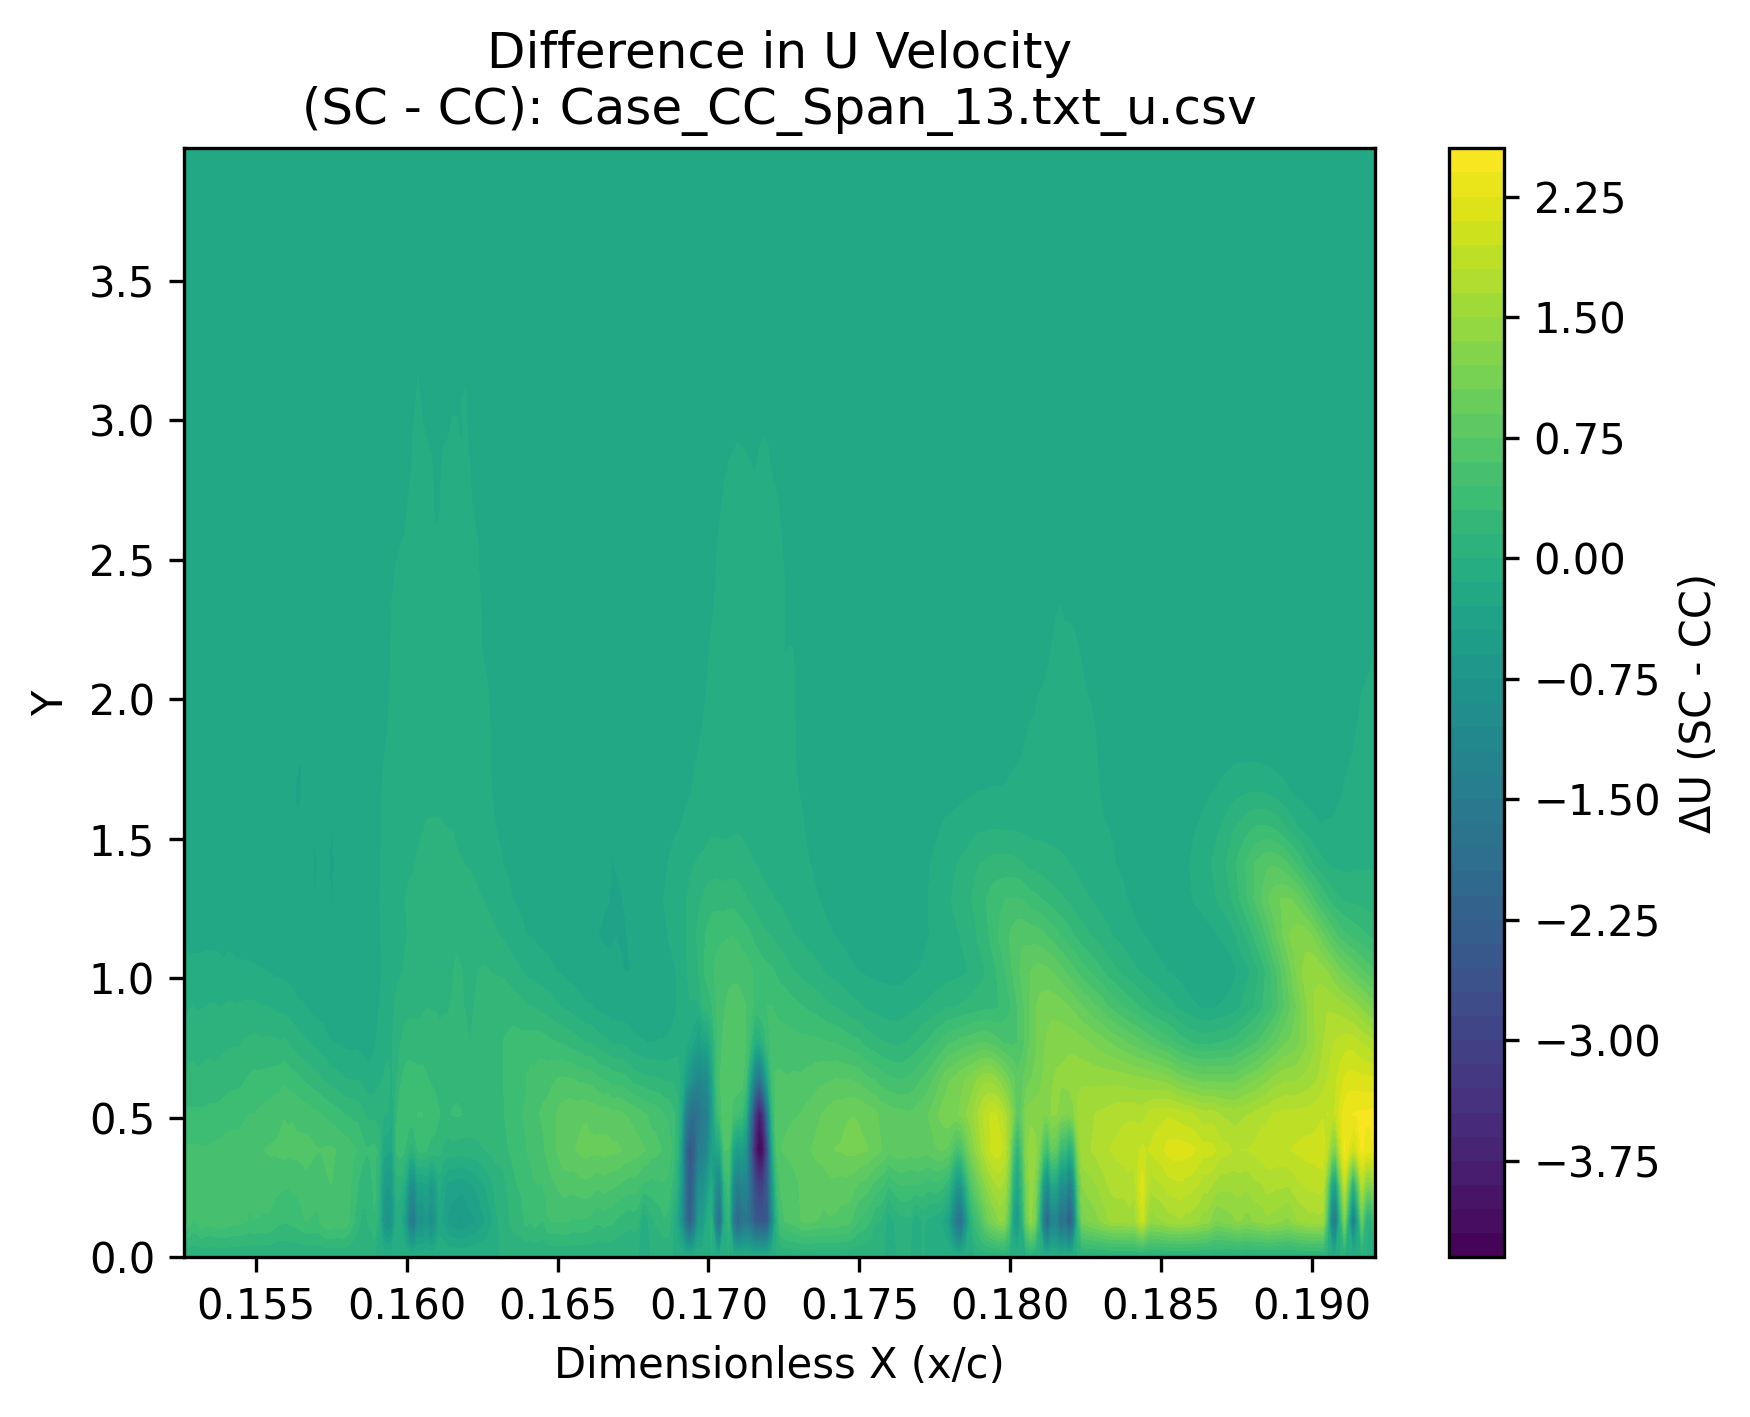 Difference in U Velocity
(SC - CC): Case_CC_Span_13.txt_u.csv
Y
3.5
3.0
2.5
2.0
1.5
1.0
0.5
0.0
0.155 0.160 0.165 0.170 0.175 0.180 0.185 0.190
Dimensionless X (x/c)
2.25
1.50
0.75
0.00
−0.75
−1.50
−2.25
−3.00
−3.75
ΔU (SC - CC)